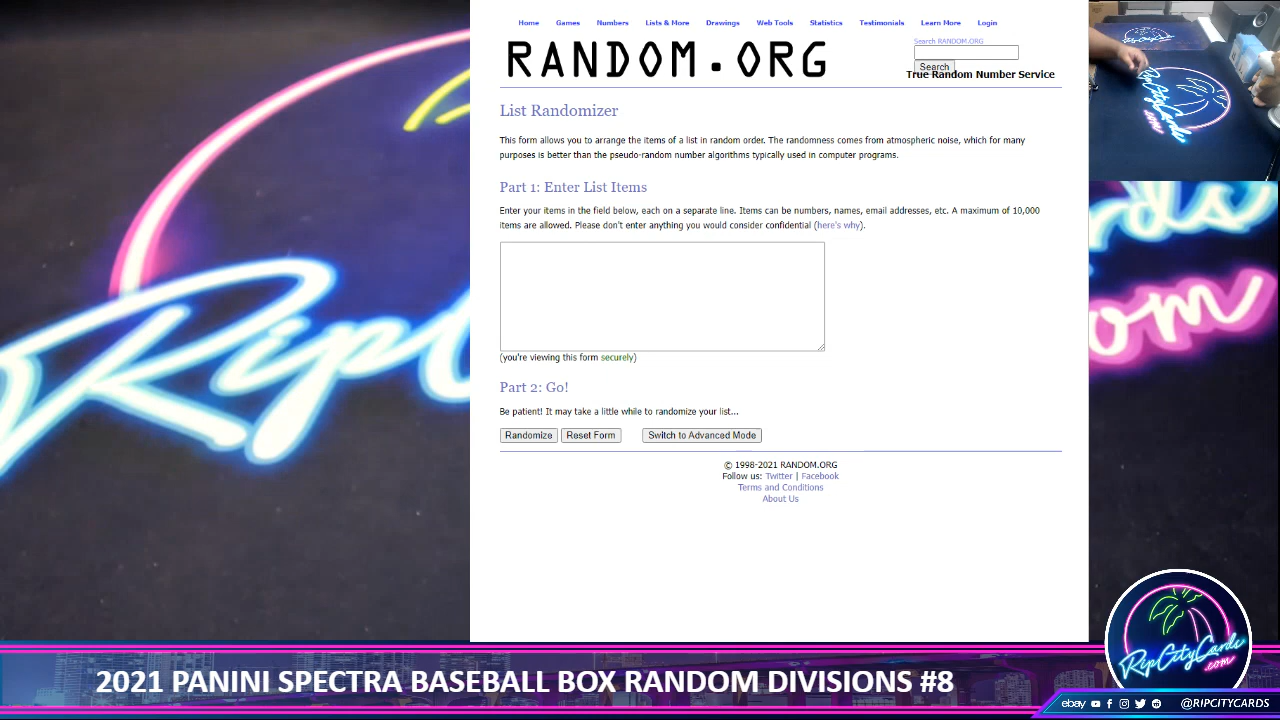 Home Games Numbers Lists & More Drawings Web Tools Statistics Testimonials Learn More Login
RANDOM.ORG
Search RANDOM.ORG
Search
True Random Number Service
List Randomizer
This form allows you to arrange the items of a list in random order. The randomness comes from atmospheric noise, which for many
purposes is better than the pseudo-random number algorithms typically used in computer programs.
Part 1: Enter List Items
Enter your items in the field below, each on a separate line. Items can be numbers, names, email addresses, etc. A maximum of 10,000
items are allowed. Please don't enter anything you would consider confidential (here's why).
(you're viewing this form securely)
Part 2: Go!
Be patient! It may take a little while to randomize your list...
Randomize Reset Form Switch to Advanced Mode
© 1998-2021 RANDOM.ORG
Follow us: Twitter | Facebook
Terms and Conditions
About Us
Rip
RipCityCards
.com
2021 PANINI SPECTRA BASEBALL BOX RANDOM DIVISIONS #8
ebay @RIPCITYCARDS